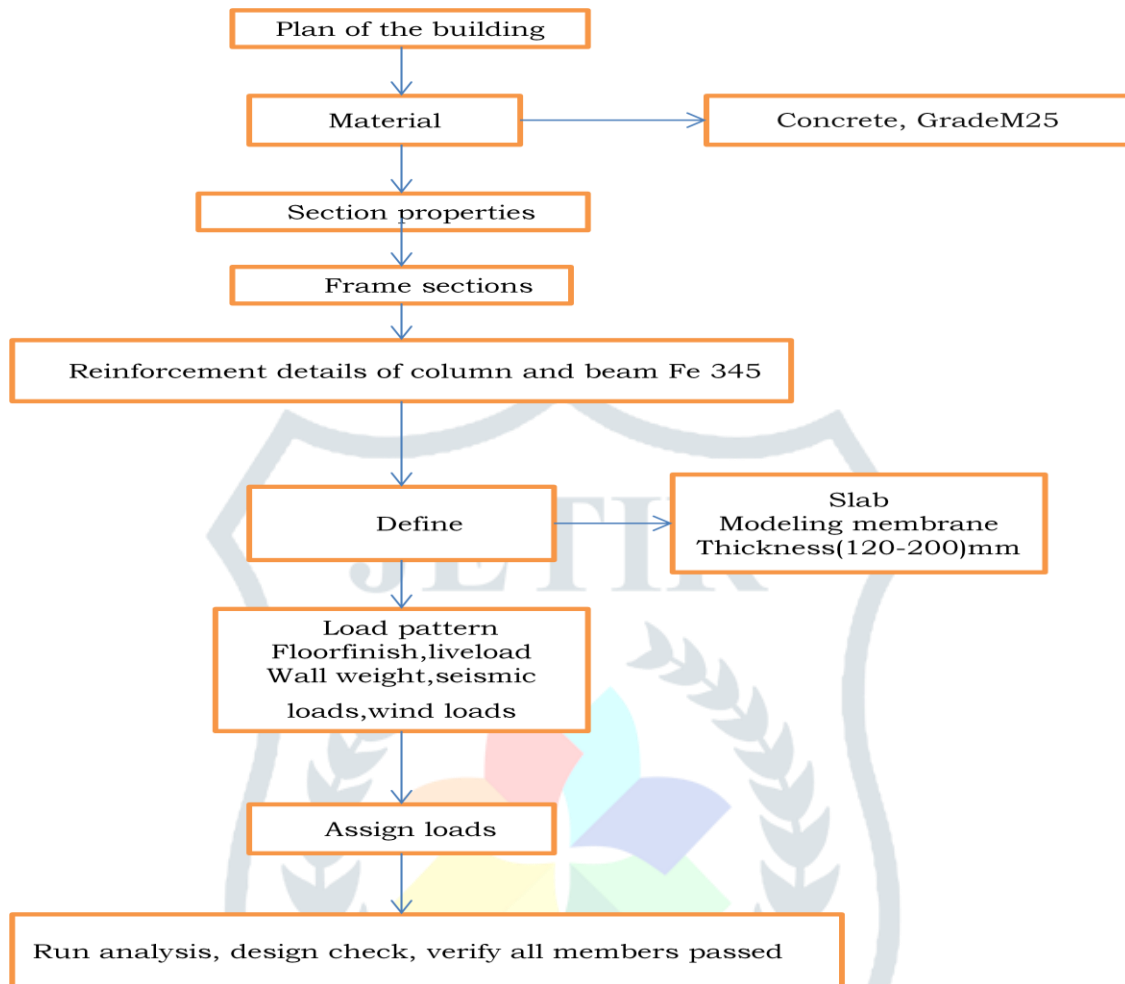 Plan of the building
Material
Concrete, GradeM25
Section properties
Frame sections
Reinforcement details of column and beam Fe 345
Define
Slab
Modeling membrane
Thickness(120-200)mm
JETIR
Load pattern
Floorfinish,liveload
Wall weight,seismic
loads,wind loads
Assign loads
Run analysis, design check, verify all members passed